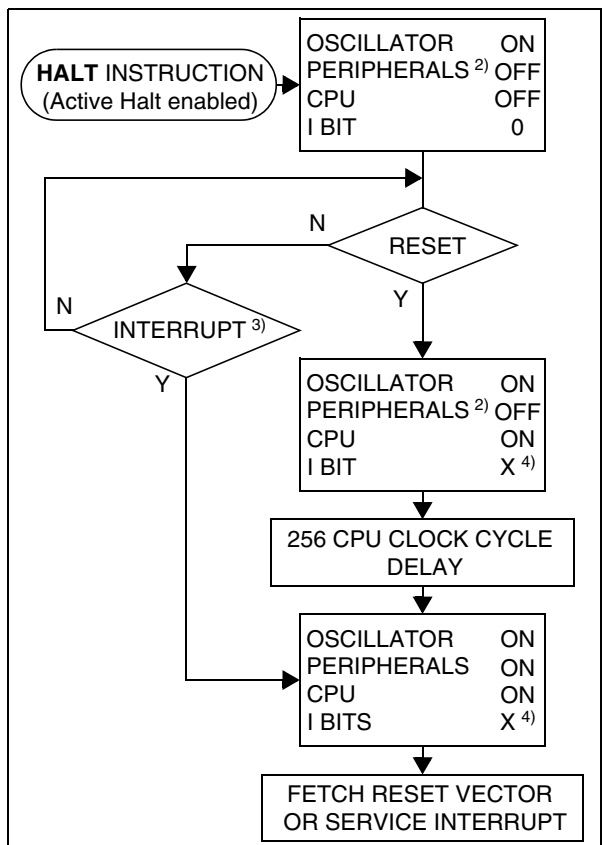 HALT INSTRUCTION
(Active Halt enabled)
OSCILLATOR ON
PERIPHERALS 2) OFF
CPU OFF
I BIT 0
RESET
N
Y
INTERRUPT 3)
N
Y
OSCILLATOR ON
PERIPHERALS 2) OFF
CPU ON
I BIT X 4)
256 CPU CLOCK CYCLE
DELAY
OSCILLATOR ON
PERIPHERALS ON
CPU ON
I BITS X 4)
FETCH RESET VECTOR
OR SERVICE INTERRUPT